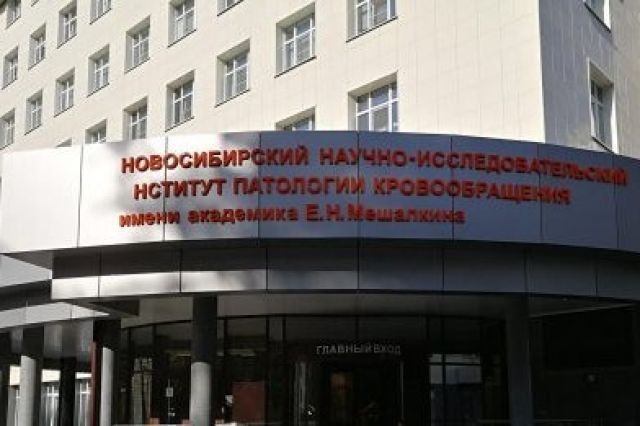 НОВОСИБИРСКИЙ НАУЧНО-ИССЛЕДОВАТЕЛЬСКИЙ
НСТИТУТ ПАТОЛОГИИ КРОВООБРАЩЕНИЯ
имени академика Е.Н.Мешалкина
ГЛАВНЫЙ ВХОД